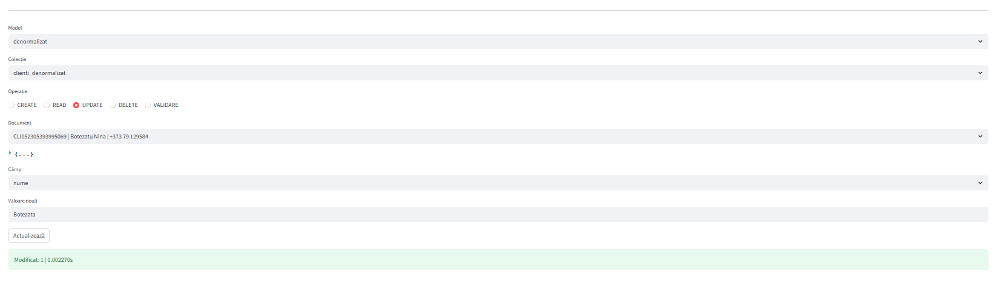 Model
denormalizat
Colecție
clienti_denormalizat
Operație
CREATE READ UPDATE DELETE VALIDARE
Document
CLI052305393995069 | Botezatu Nina | +373 79 129584
{...}
Câmp
nume
Valoare nouă
Botezata
Actualizează
Modificat: 1 | 0.002270s